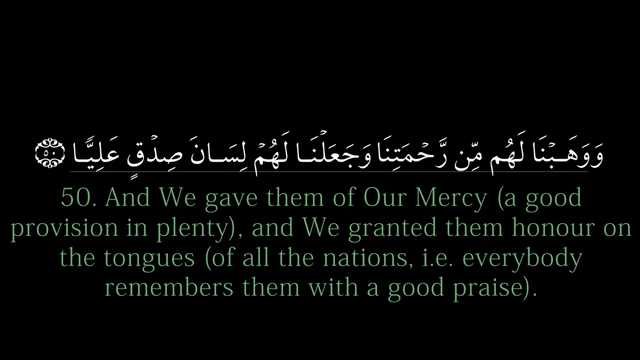 وَوَهَبْنَا لَهُم مِّن رَّحْمَتِنَا وَجَعَلْنَا لَهُمْ لِسَانَ صِدْقٍ عَلِيًّا ۝٥٠
50. And We gave them of Our Mercy (a good
provision in plenty), and We granted them honour on
the tongues (of all the nations, i.e. everybody
remembers them with a good praise).